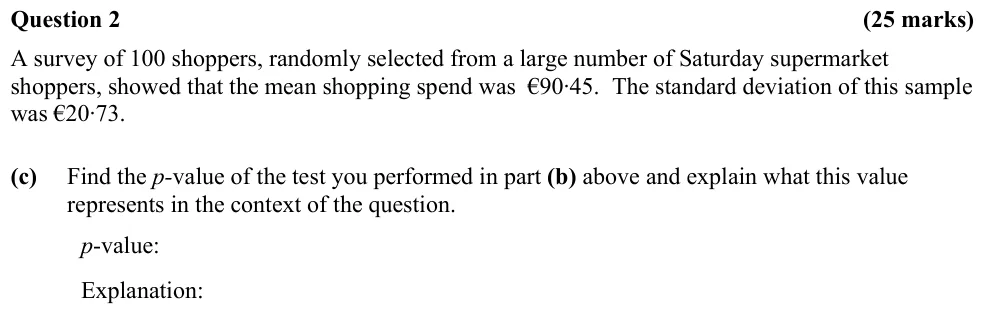 Question 2 (25 marks)
A survey of 100 shoppers, randomly selected from a large number of Saturday supermarket
shoppers, showed that the mean shopping spend was €90·45. The standard deviation of this sample
was €20·73.
(c) Find the p-value of the test you performed in part (b) above and explain what this value
represents in the context of the question.
p-value:
Explanation: